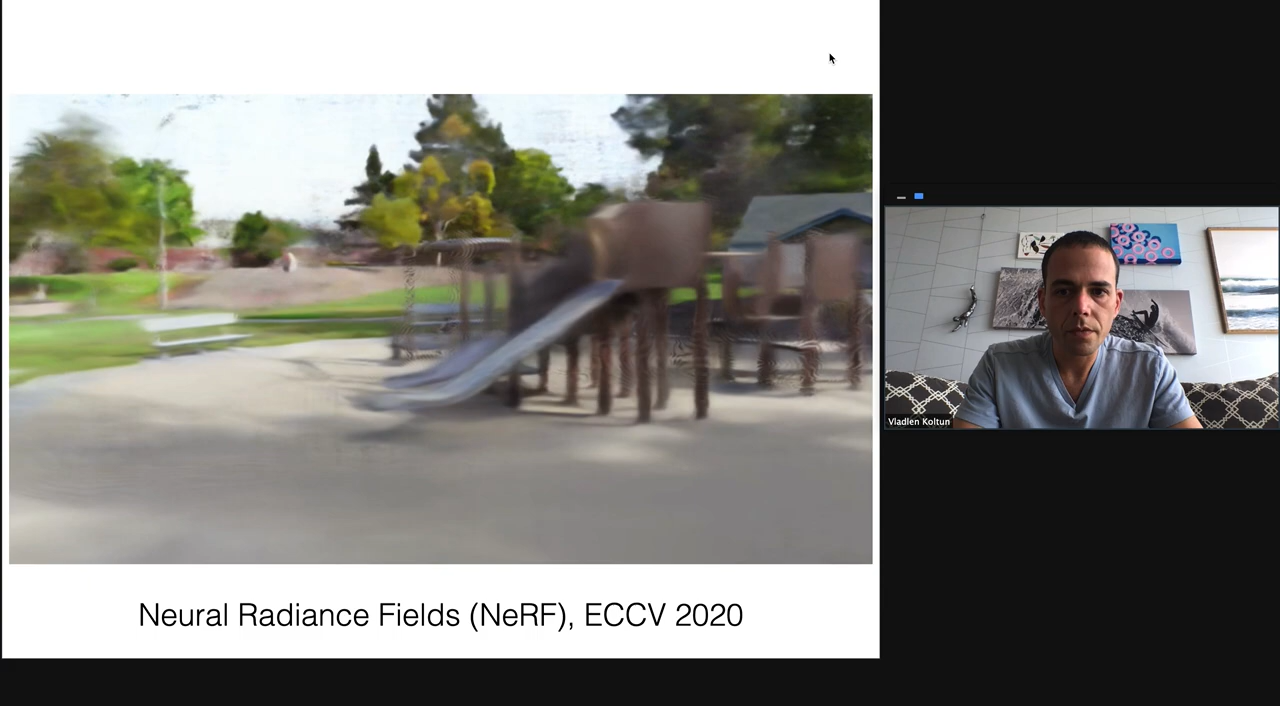 Neural Radiance Fields (NeRF), ECCV 2020
Vladlen Koltun